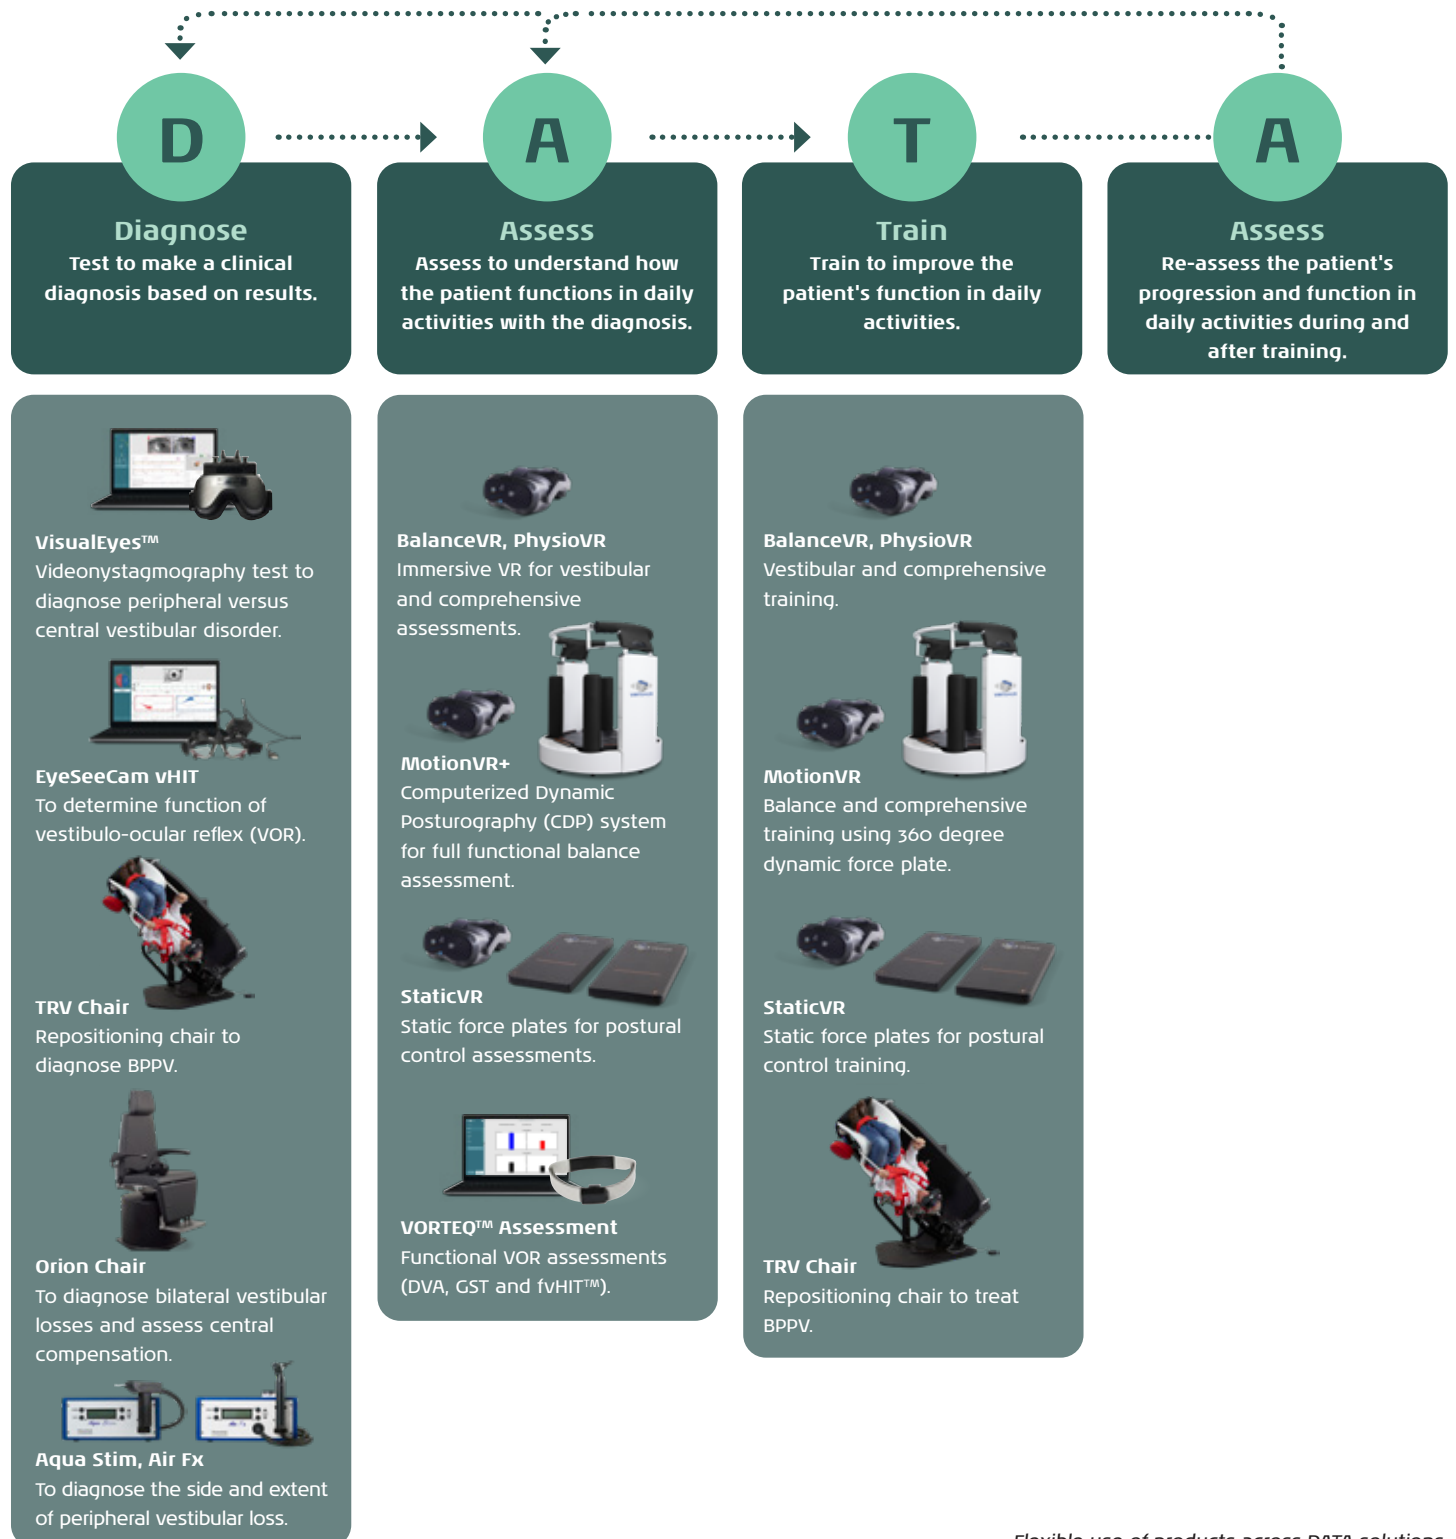 D
A
T
A
Diagnose
Test to make a clinical
diagnosis based on results.
Assess
Assess to understand how
the patient functions in daily
activities with the diagnosis.
Train
Train to improve the
patient's function in daily
activities.
Assess
Re-assess the patient's
progression and function in
daily activities during and
after training.
VisualEyes™
Videonystagmography test to
diagnose peripheral versus
central vestibular disorder.
EyeSeeCam vHIT
To determine function of
vestibulo-ocular reflex (VOR).
TRV Chair
Repositioning chair to
diagnose BPPV.
Orion Chair
To diagnose bilateral vestibular
losses and assess central
compensation.
Aqua Stim, Air Fx
To diagnose the side and extent
of peripheral vestibular loss.
BalanceVR, PhysioVR
Immersive VR for vestibular
and comprehensive
assessments.
MotionVR+
Computerized Dynamic
Posturography (CDP) system
for full functional balance
assessment.
StaticVR
Static force plates for postural
control assessments.
VORTEQ™ Assessment
Functional VOR assessments
(DVA, GST and fvHIT™).
BalanceVR, PhysioVR
Vestibular and comprehensive
training.
MotionVR
Balance and comprehensive
training using 360 degree
dynamic force plate.
StaticVR
Static force plates for postural
control training.
TRV Chair
Repositioning chair to treat
BPPV.
Flexible use of products across DATA solutions